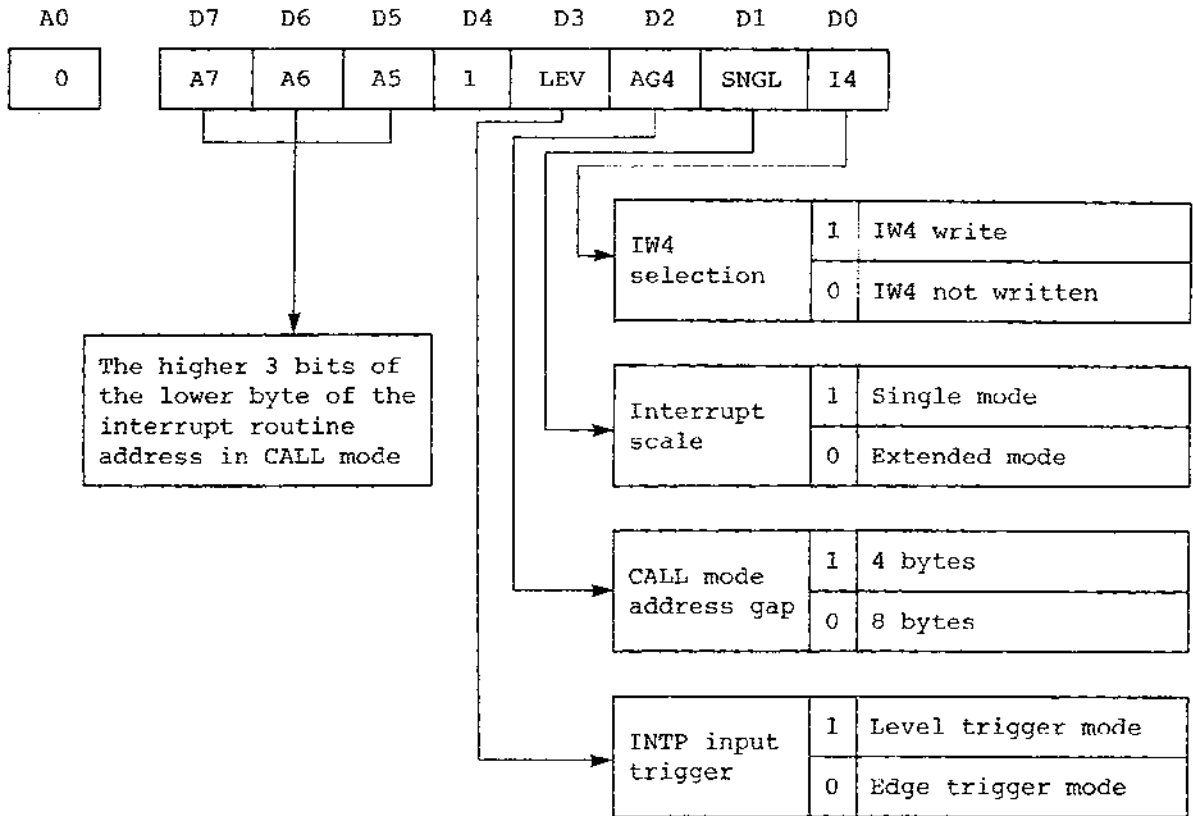 A0 D7 D6 D5 D4 D3 D2 D1 D0
0 A7 A6 A5 1 LEV AG4 SNGL I4
IW4
selection
1 IW4 write
0 IW4 not written
The higher 3 bits of
the lower byte of the
interrupt routine
address in CALL mode
Interrupt
scale
1 Single mode
0 Extended mode
CALL mode
address gap
1 4 bytes
0 8 bytes
INTP input
trigger
1 Level trigger mode
0 Edge trigger mode